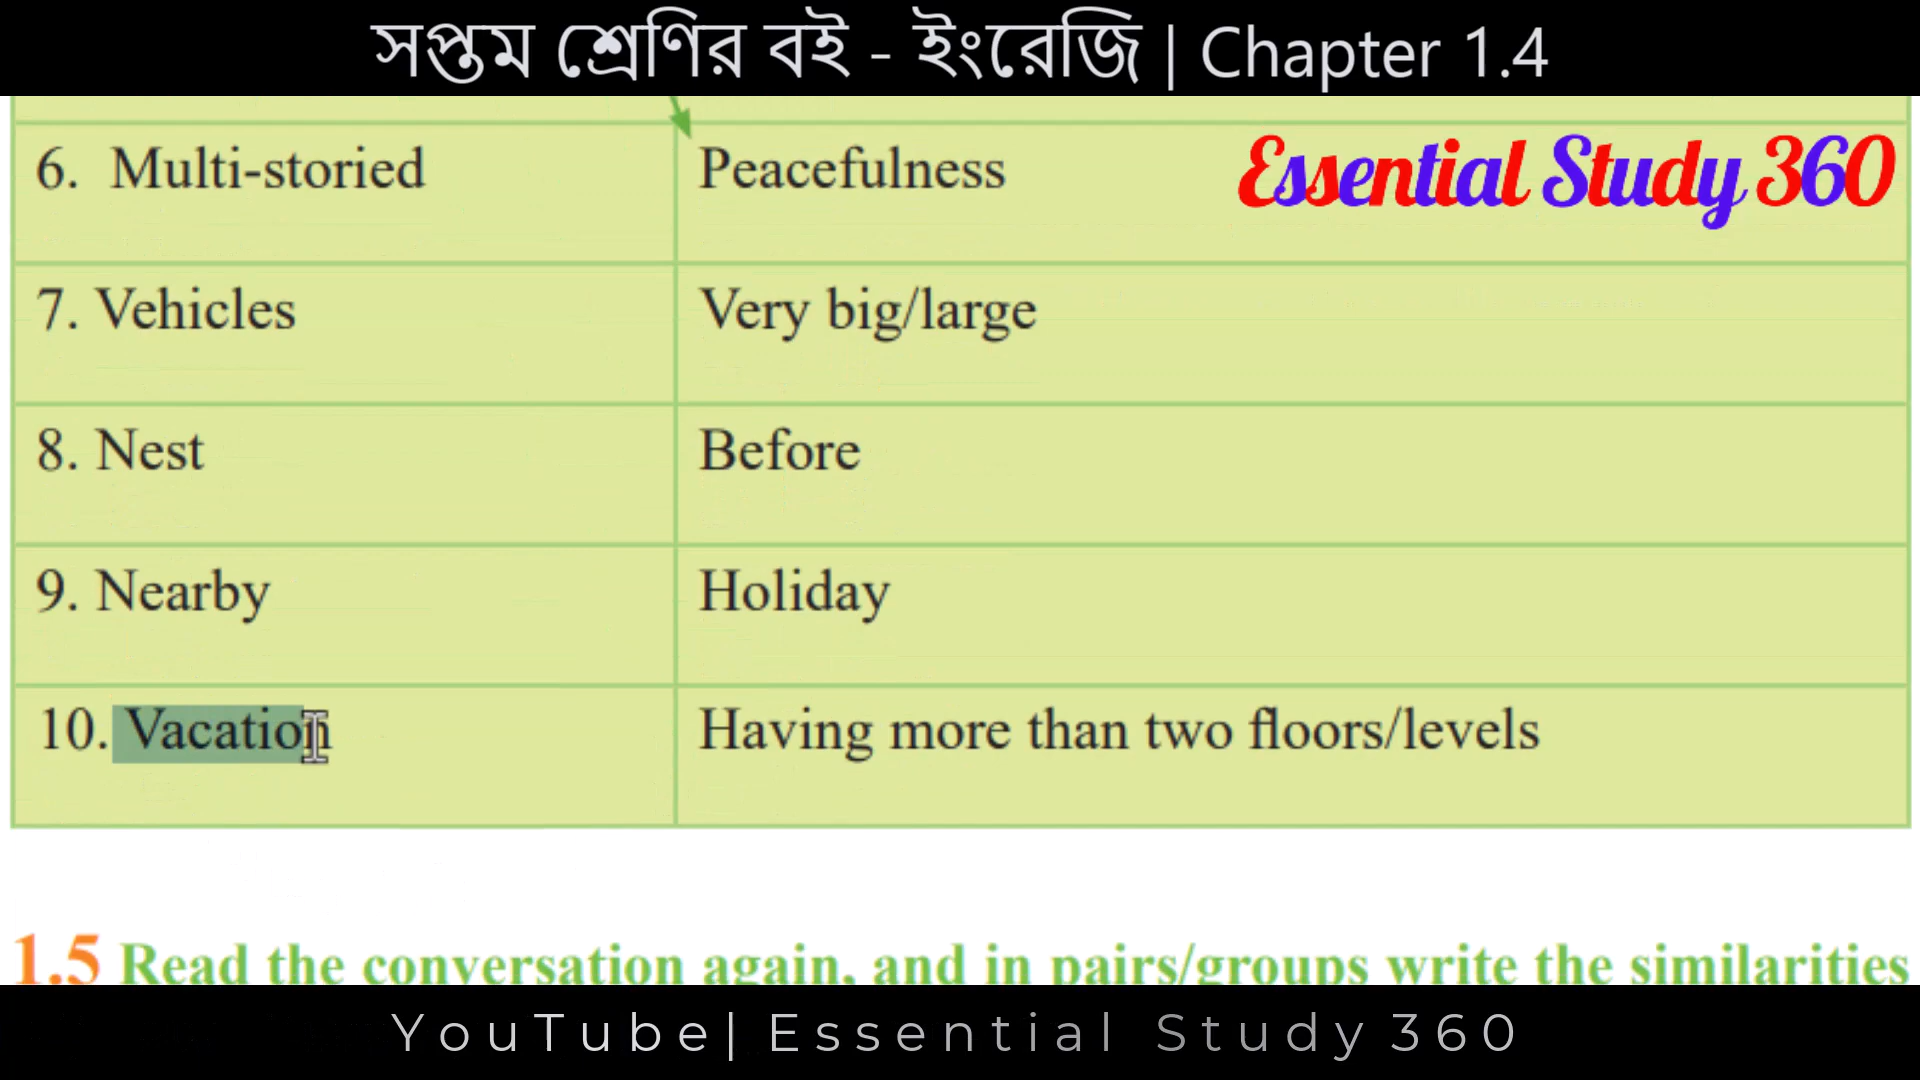 সপ্তম শ্রেণির বই - ইংরেজি | Chapter 1.4
6. Multi-storied Peacefulness
Essential Study 360
7. Vehicles Very big/large
8. Nest Before
9. Nearby Holiday
10. Vacation Having more than two floors/levels
1.5 Read the conversation again, and in pairs/groups write the similarities
YouTube| Essential Study 360